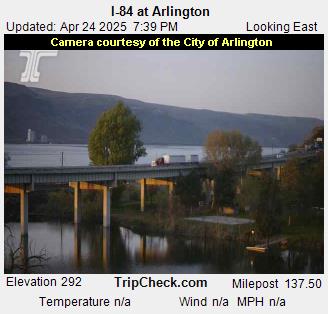 I-84 at Arlington
Updated: Apr 24 2025 7:39 PM Looking East
Camera courtesy of the City of Arlington
Elevation 292 TripCheck.com Milepost 137.50
Temperature n/a Wind n/a MPH n/a